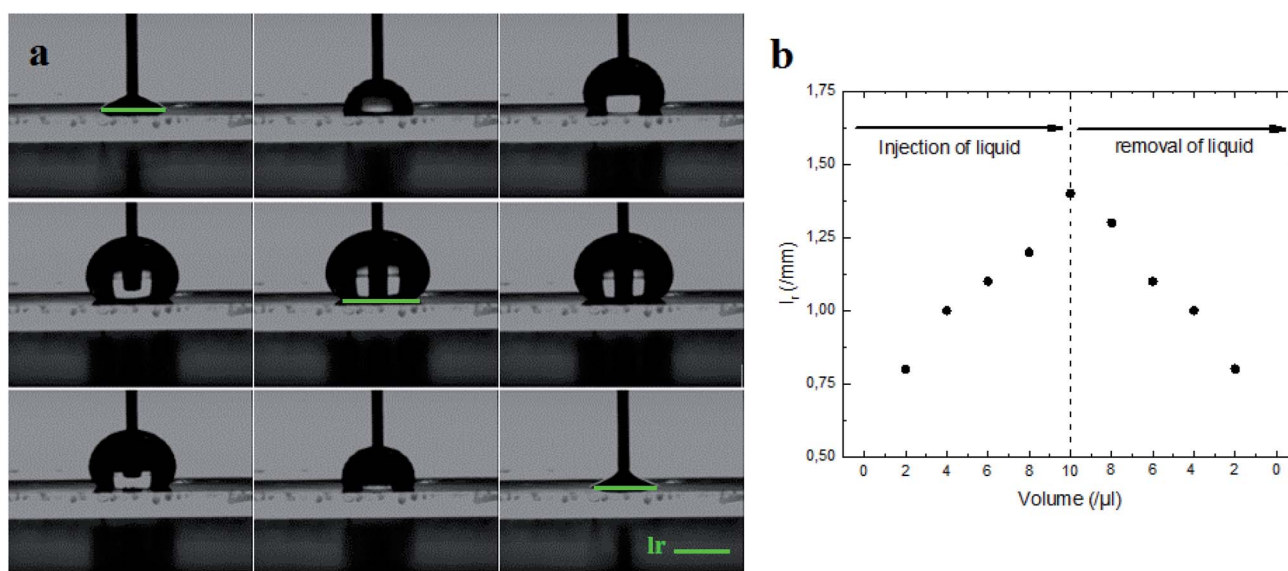 a
lr
b
1,75
1,50
1,25
1,00
0,75
0,50
lr (/mm)
Injection of liquid
removal of liquid
0 2 4 6 8 10 8 6 4 2 0
Volume (/µl)